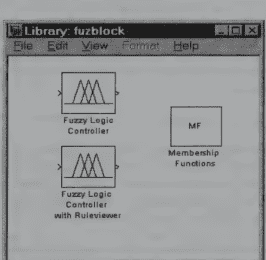 Library: fuzblock
File Edit View Format Help
Fuzzy Logic
Controller
MF
Membership
Functions
Fuzzy Logic
Controller
with Ruleviewer